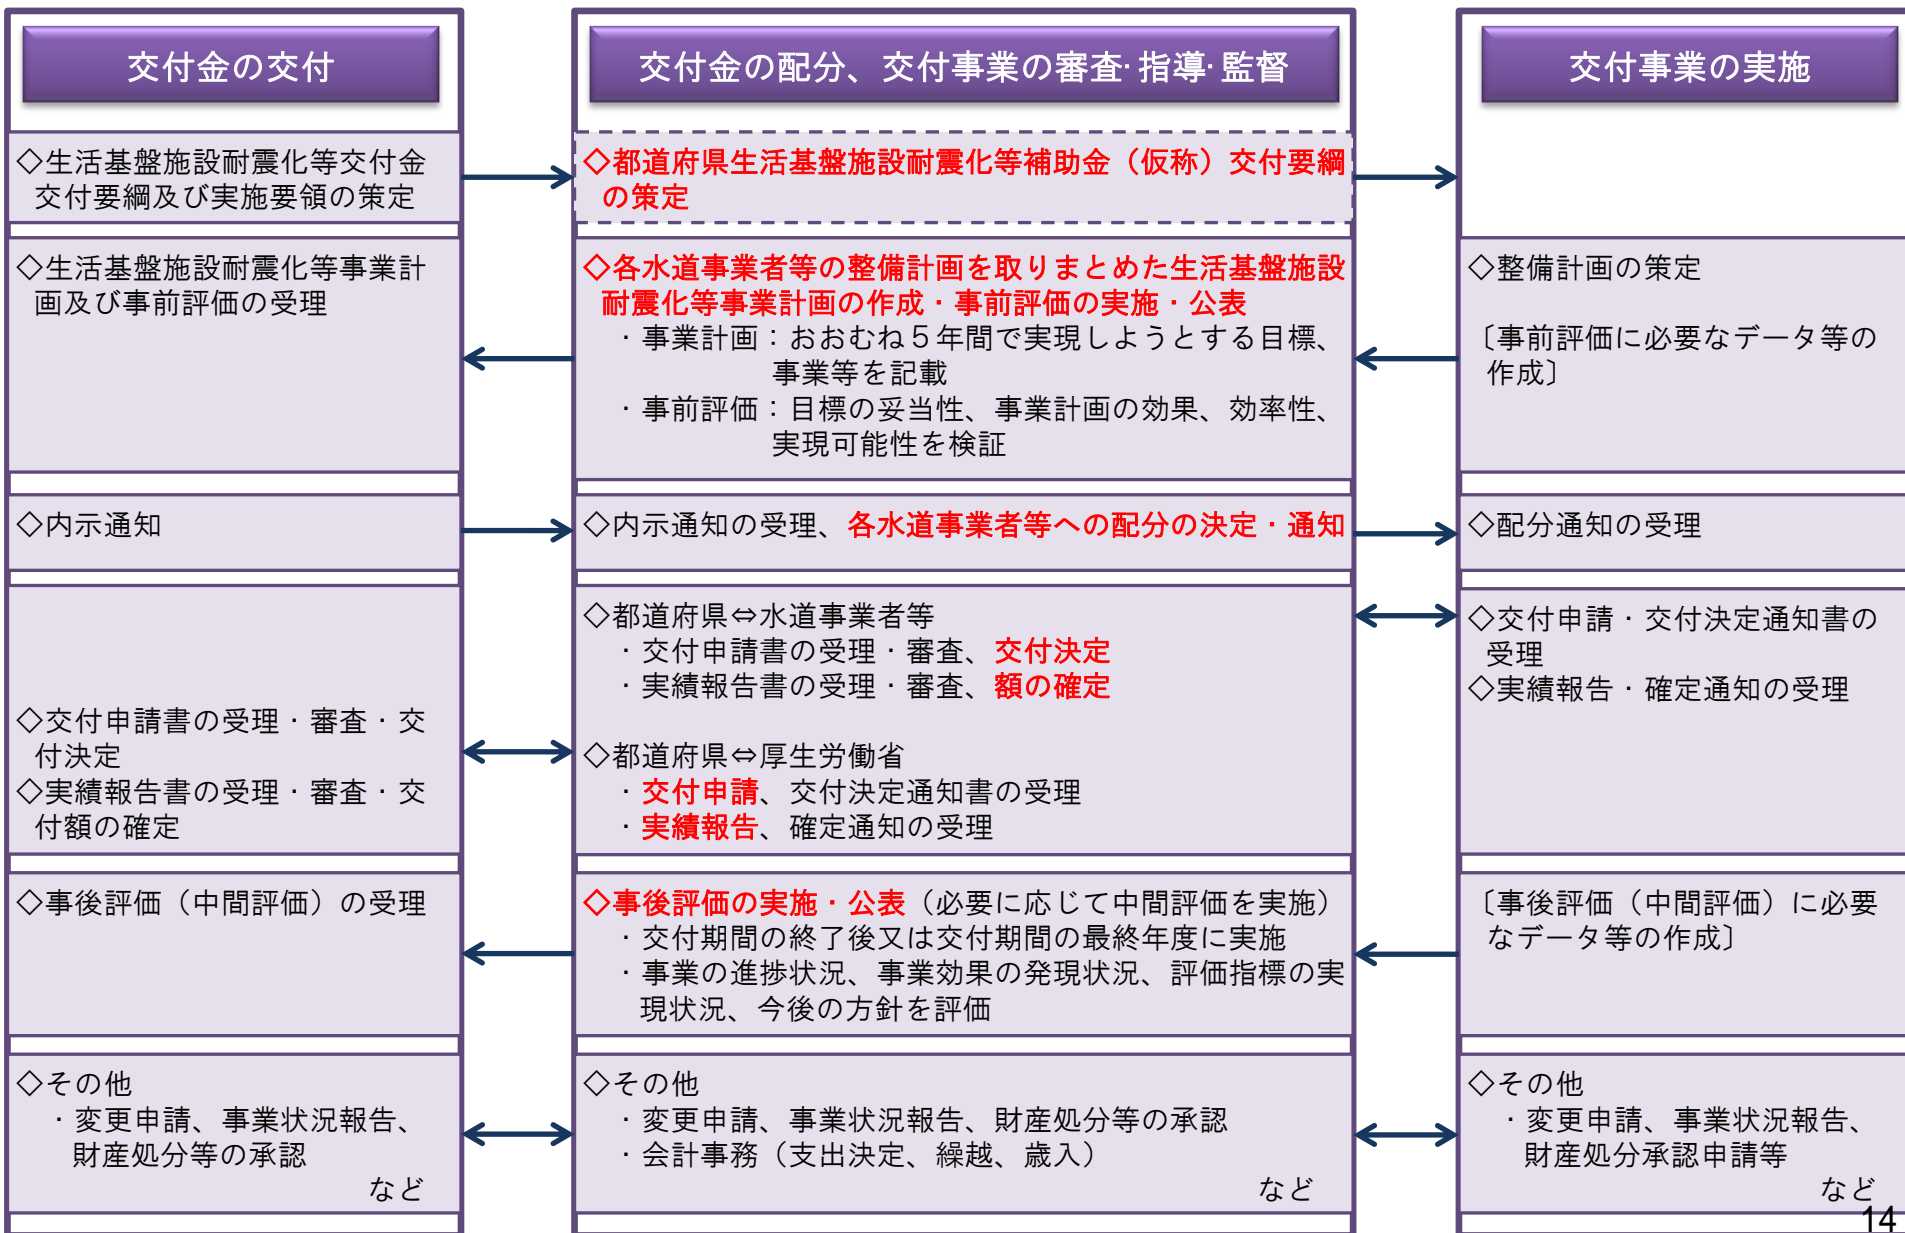 交付金の交付
◇生活基盤施設耐震化等交付金
交付要綱及び実施要領の策定
◇生活基盤施設耐震化等事業計
画及び事前評価の受理
◇内示通知
◇交付申請書の受理・審査・交
付決定
◇実績報告書の受理・審査・交
付額の確定
◇事後評価（中間評価）の受理
◇その他
・変更申請、事業状況報告、
財産処分等の承認
など
交付金の配分、交付事業の審査・指導・監督
◇都道府県生活基盤施設耐震化等補助金（仮称）交付要綱
の策定
◇各水道事業者等の整備計画を取りまとめた生活基盤施設
耐震化等事業計画の作成・事前評価の実施・公表
・事業計画：おおむね５年間で実現しようとする目標、
事業等を記載
・事前評価：目標の妥当性、事業計画の効果、効率性、
実現可能性を検証
◇内示通知の受理、各水道事業者等への配分の決定・通知
◇都道府県⇔水道事業者等
・交付申請書の受理・審査、交付決定
・実績報告書の受理・審査、額の確定
◇都道府県⇔厚生労働省
・交付申請、交付決定通知書の受理
・実績報告、確定通知の受理
◇事後評価の実施・公表（必要に応じて中間評価を実施）
・交付期間の終了後又は交付期間の最終年度に実施
・事業の進捗状況、事業効果の発現状況、評価指標の実
現状況、今後の方針を評価
◇その他
・変更申請、事業状況報告、財産処分等の承認
・会計事務（支出決定、繰越、歳入）
など
交付事業の実施
◇整備計画の策定
〔事前評価に必要なデータ等の
作成〕
◇配分通知の受理
◇交付申請・交付決定通知書の
受理
◇実績報告・確定通知の受理
〔事後評価（中間評価）に必要
なデータ等の作成〕
◇その他
・変更申請、事業状況報告、
財産処分承認申請等
など
14